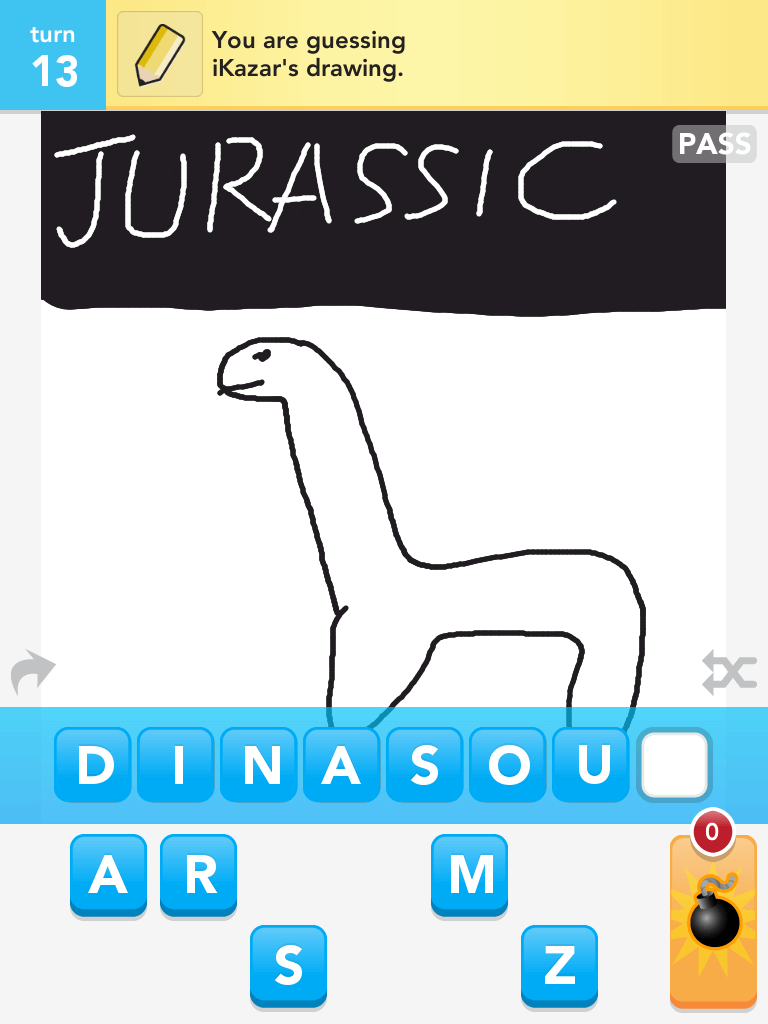 turn
13
You are guessing
iKazar's drawing.
PASS
JURASSIC
D I N A S O U
0
A R M
S Z